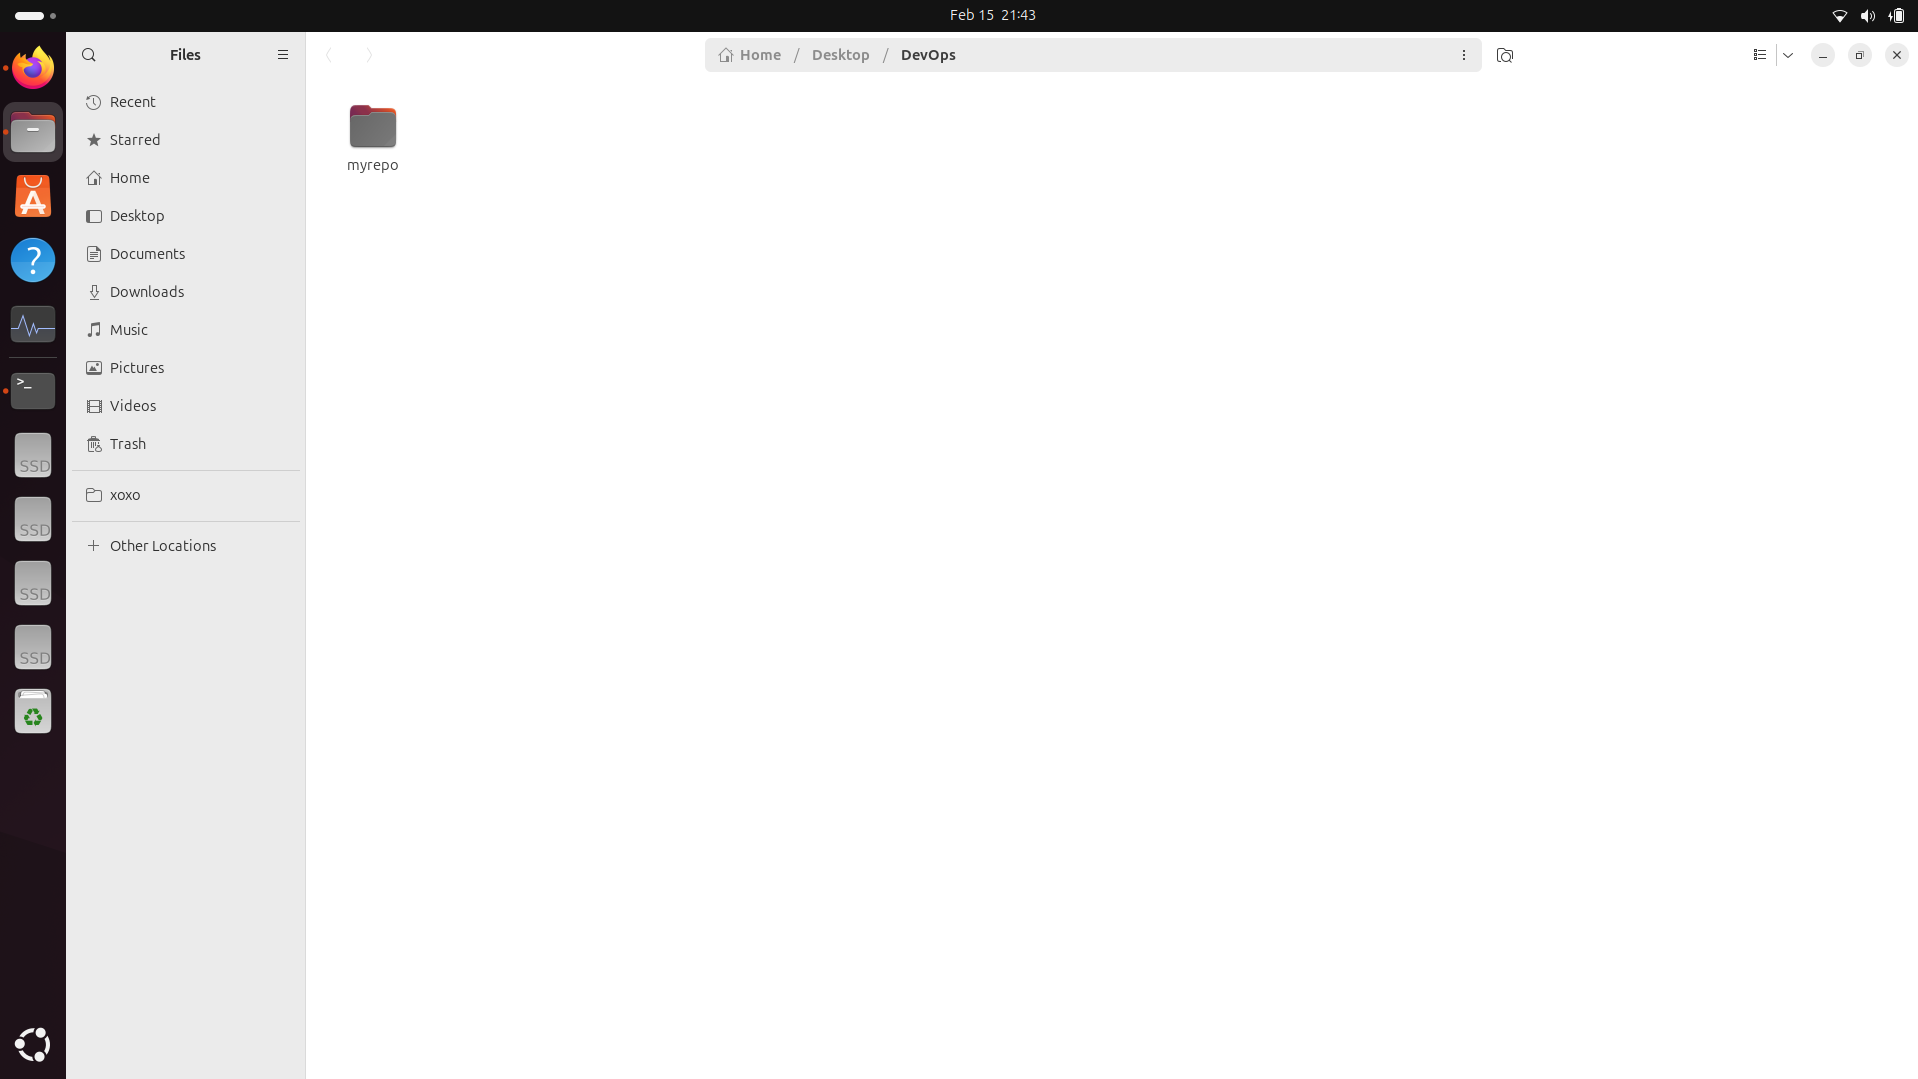 Feb 15 21:43
Files
Home / Desktop / DevOps
Recent
Starred
Home
Desktop
Documents
Downloads
Music
Pictures
Videos
Trash
xoxo
Other Locations
myrepo
>_
SSD
SSD
SSD
SSD